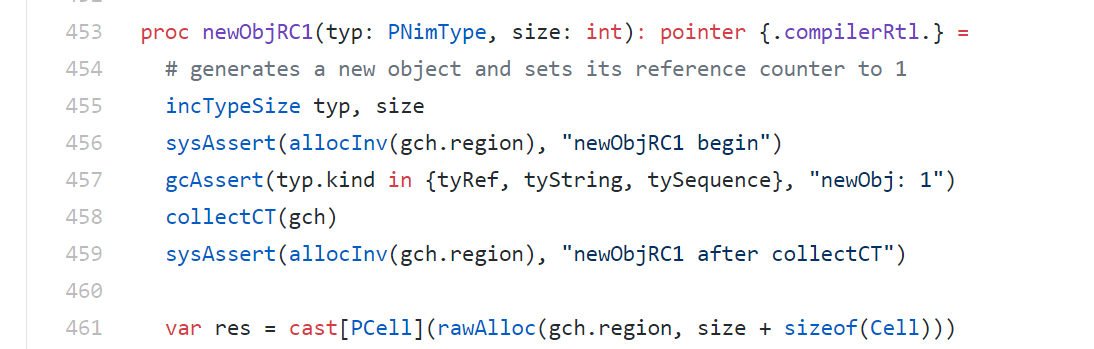 453 proc newObjRC1(typ: PNimType, size: int): pointer {.compilerRtl.} =
454   # generates a new object and sets its reference counter to 1
455   incTypeSize typ, size
456   sysAssert(allocInv(gch.region), "newObjRC1 begin")
457   gcAssert(typ.kind in {tyRef, tyString, tySequence}, "newObj: 1")
458   collectCT(gch)
459   sysAssert(allocInv(gch.region), "newObjRC1 after collectCT")
460
461   var res = cast[PCell](rawAlloc(gch.region, size + sizeof(Cell)))